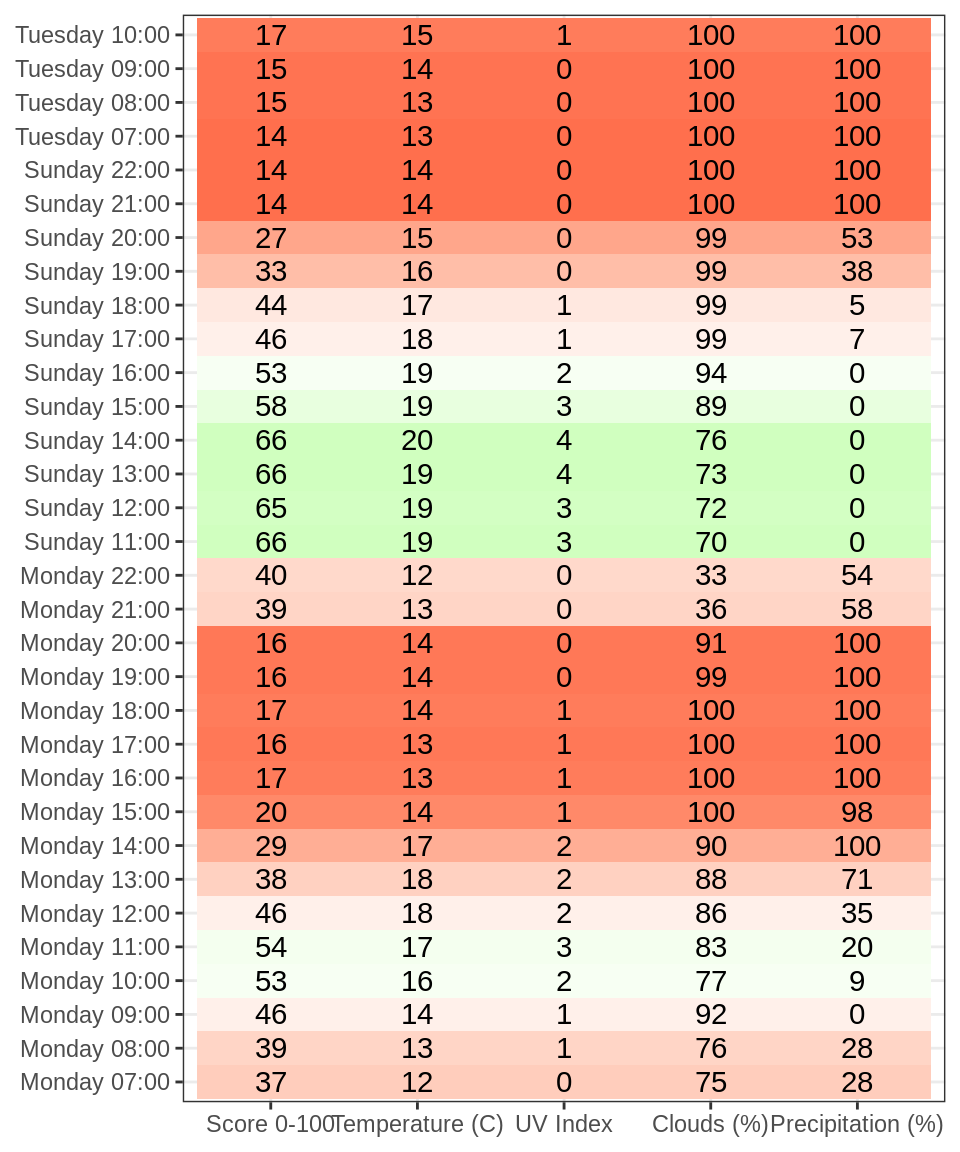 Tuesday 10:00 17 15 1 100 100
Tuesday 09:00 15 14 0 100 100
Tuesday 08:00 15 13 0 100 100
Tuesday 07:00 14 13 0 100 100
Sunday 22:00 14 14 0 100 100
Sunday 21:00 14 14 0 100 100
Sunday 20:00 27 15 0 99 53
Sunday 19:00 33 16 0 99 38
Sunday 18:00 44 17 1 99 5
Sunday 17:00 46 18 1 99 7
Sunday 16:00 53 19 2 94 0
Sunday 15:00 58 19 3 89 0
Sunday 14:00 66 20 4 76 0
Sunday 13:00 66 19 4 73 0
Sunday 12:00 65 19 3 72 0
Sunday 11:00 66 19 3 70 0
Monday 22:00 40 12 0 33 54
Monday 21:00 39 13 0 36 58
Monday 20:00 16 14 0 91 100
Monday 19:00 16 14 0 99 100
Monday 18:00 17 14 1 100 100
Monday 17:00 16 13 1 100 100
Monday 16:00 17 13 1 100 100
Monday 15:00 20 14 1 100 98
Monday 14:00 29 17 2 90 100
Monday 13:00 38 18 2 88 71
Monday 12:00 46 18 2 86 35
Monday 11:00 54 17 3 83 20
Monday 10:00 53 16 2 77 9
Monday 09:00 46 14 1 92 0
Monday 08:00 39 13 1 76 28
Monday 07:00 37 12 0 75 28
Score 0-100 Temperature (C) UV Index Clouds (%) Precipitation (%)